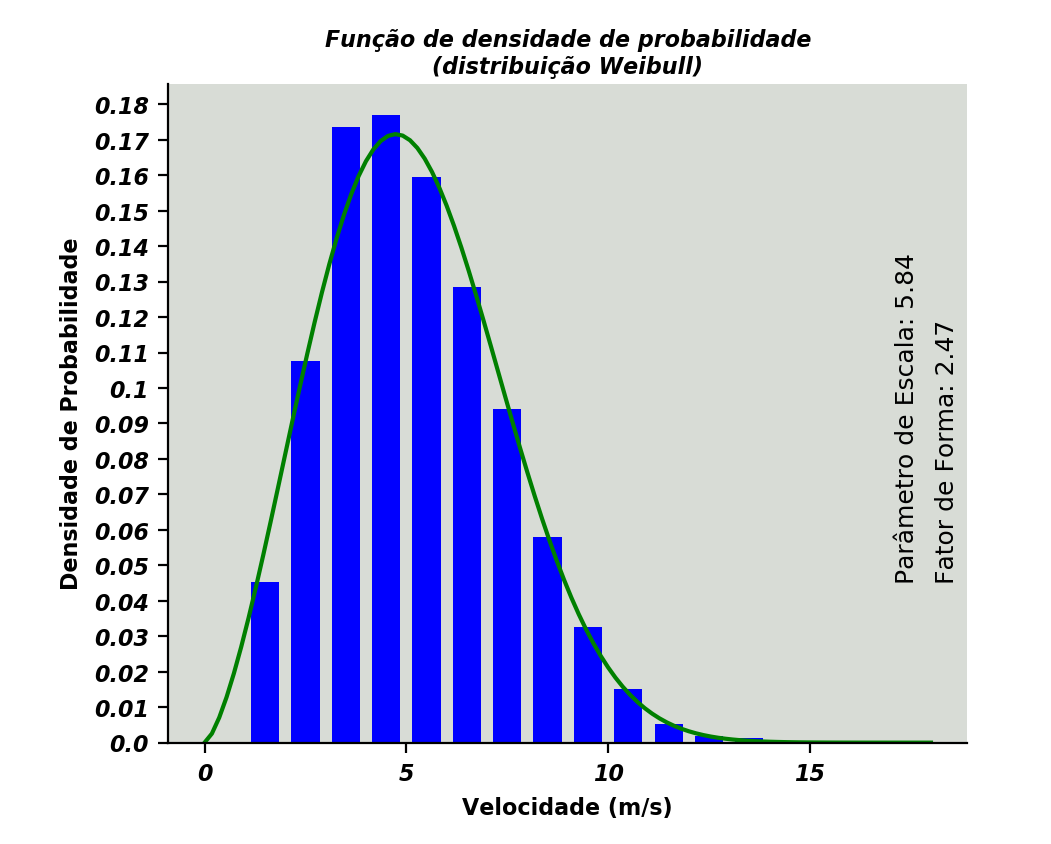 Função de densidade de probabilidade
(distribuição Weibull)
Densidade de Probabilidade
0.18
0.17
0.16
0.15
0.14
0.13
0.12
0.11
0.1
0.09
0.08
0.07
0.06
0.05
0.04
0.03
0.02
0.01
0.0
Parâmetro de Escala: 5.84
Fator de Forma: 2.47
0 5 10 15
Velocidade (m/s)